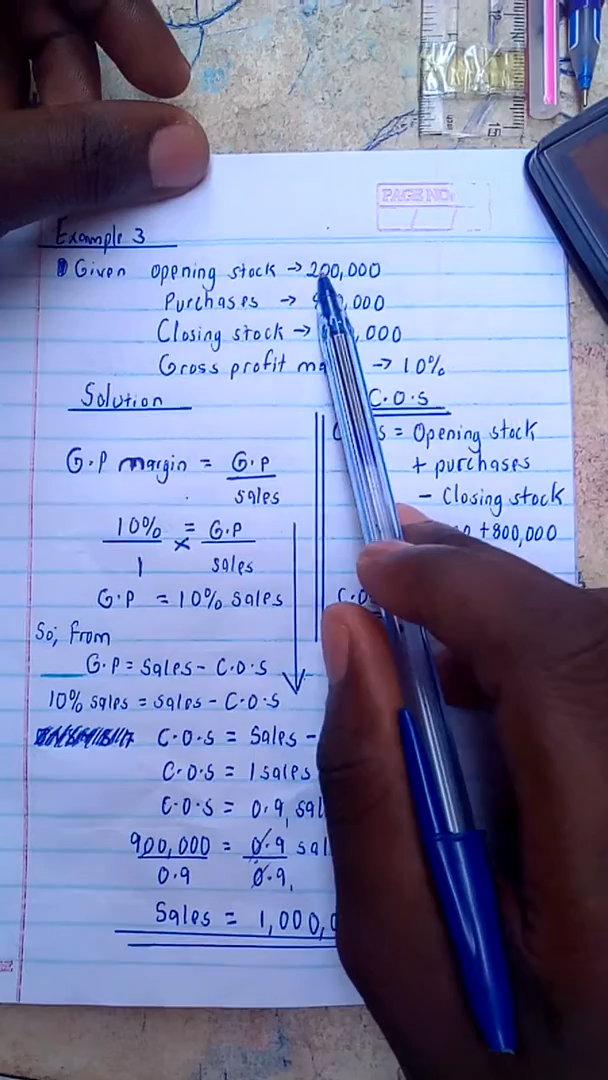 PAGE NO.
Example 3
Given opening stock → 200,000
Purchases → 000
Closing stock → 000
Gross profit → 10%
Solution
G.P margin = G.P / sales
10% / 1 × = G.P / sales
G.P = 10% sales
So, From
G.P = sales - C.O.S
10% sales = sales - C.O.S
C.O.S = Sales -
C.O.S = 1 sales
C.O.S = 0.9
900,000 / 0.9 = 0.9 / 0.9
Sales = 1,000,
C.O.S
= Opening stock
+ purchases
- Closing stock
+ 800,000